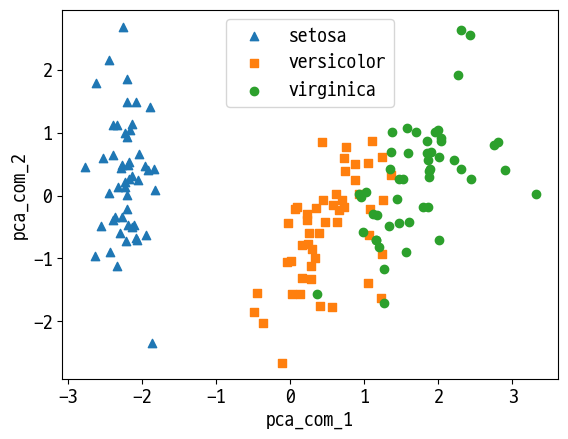 setosa
versicolor
virginica
2
1
0
−1
−2
pca_com_2
−3 −2 −1 0 1 2 3
pca_com_1